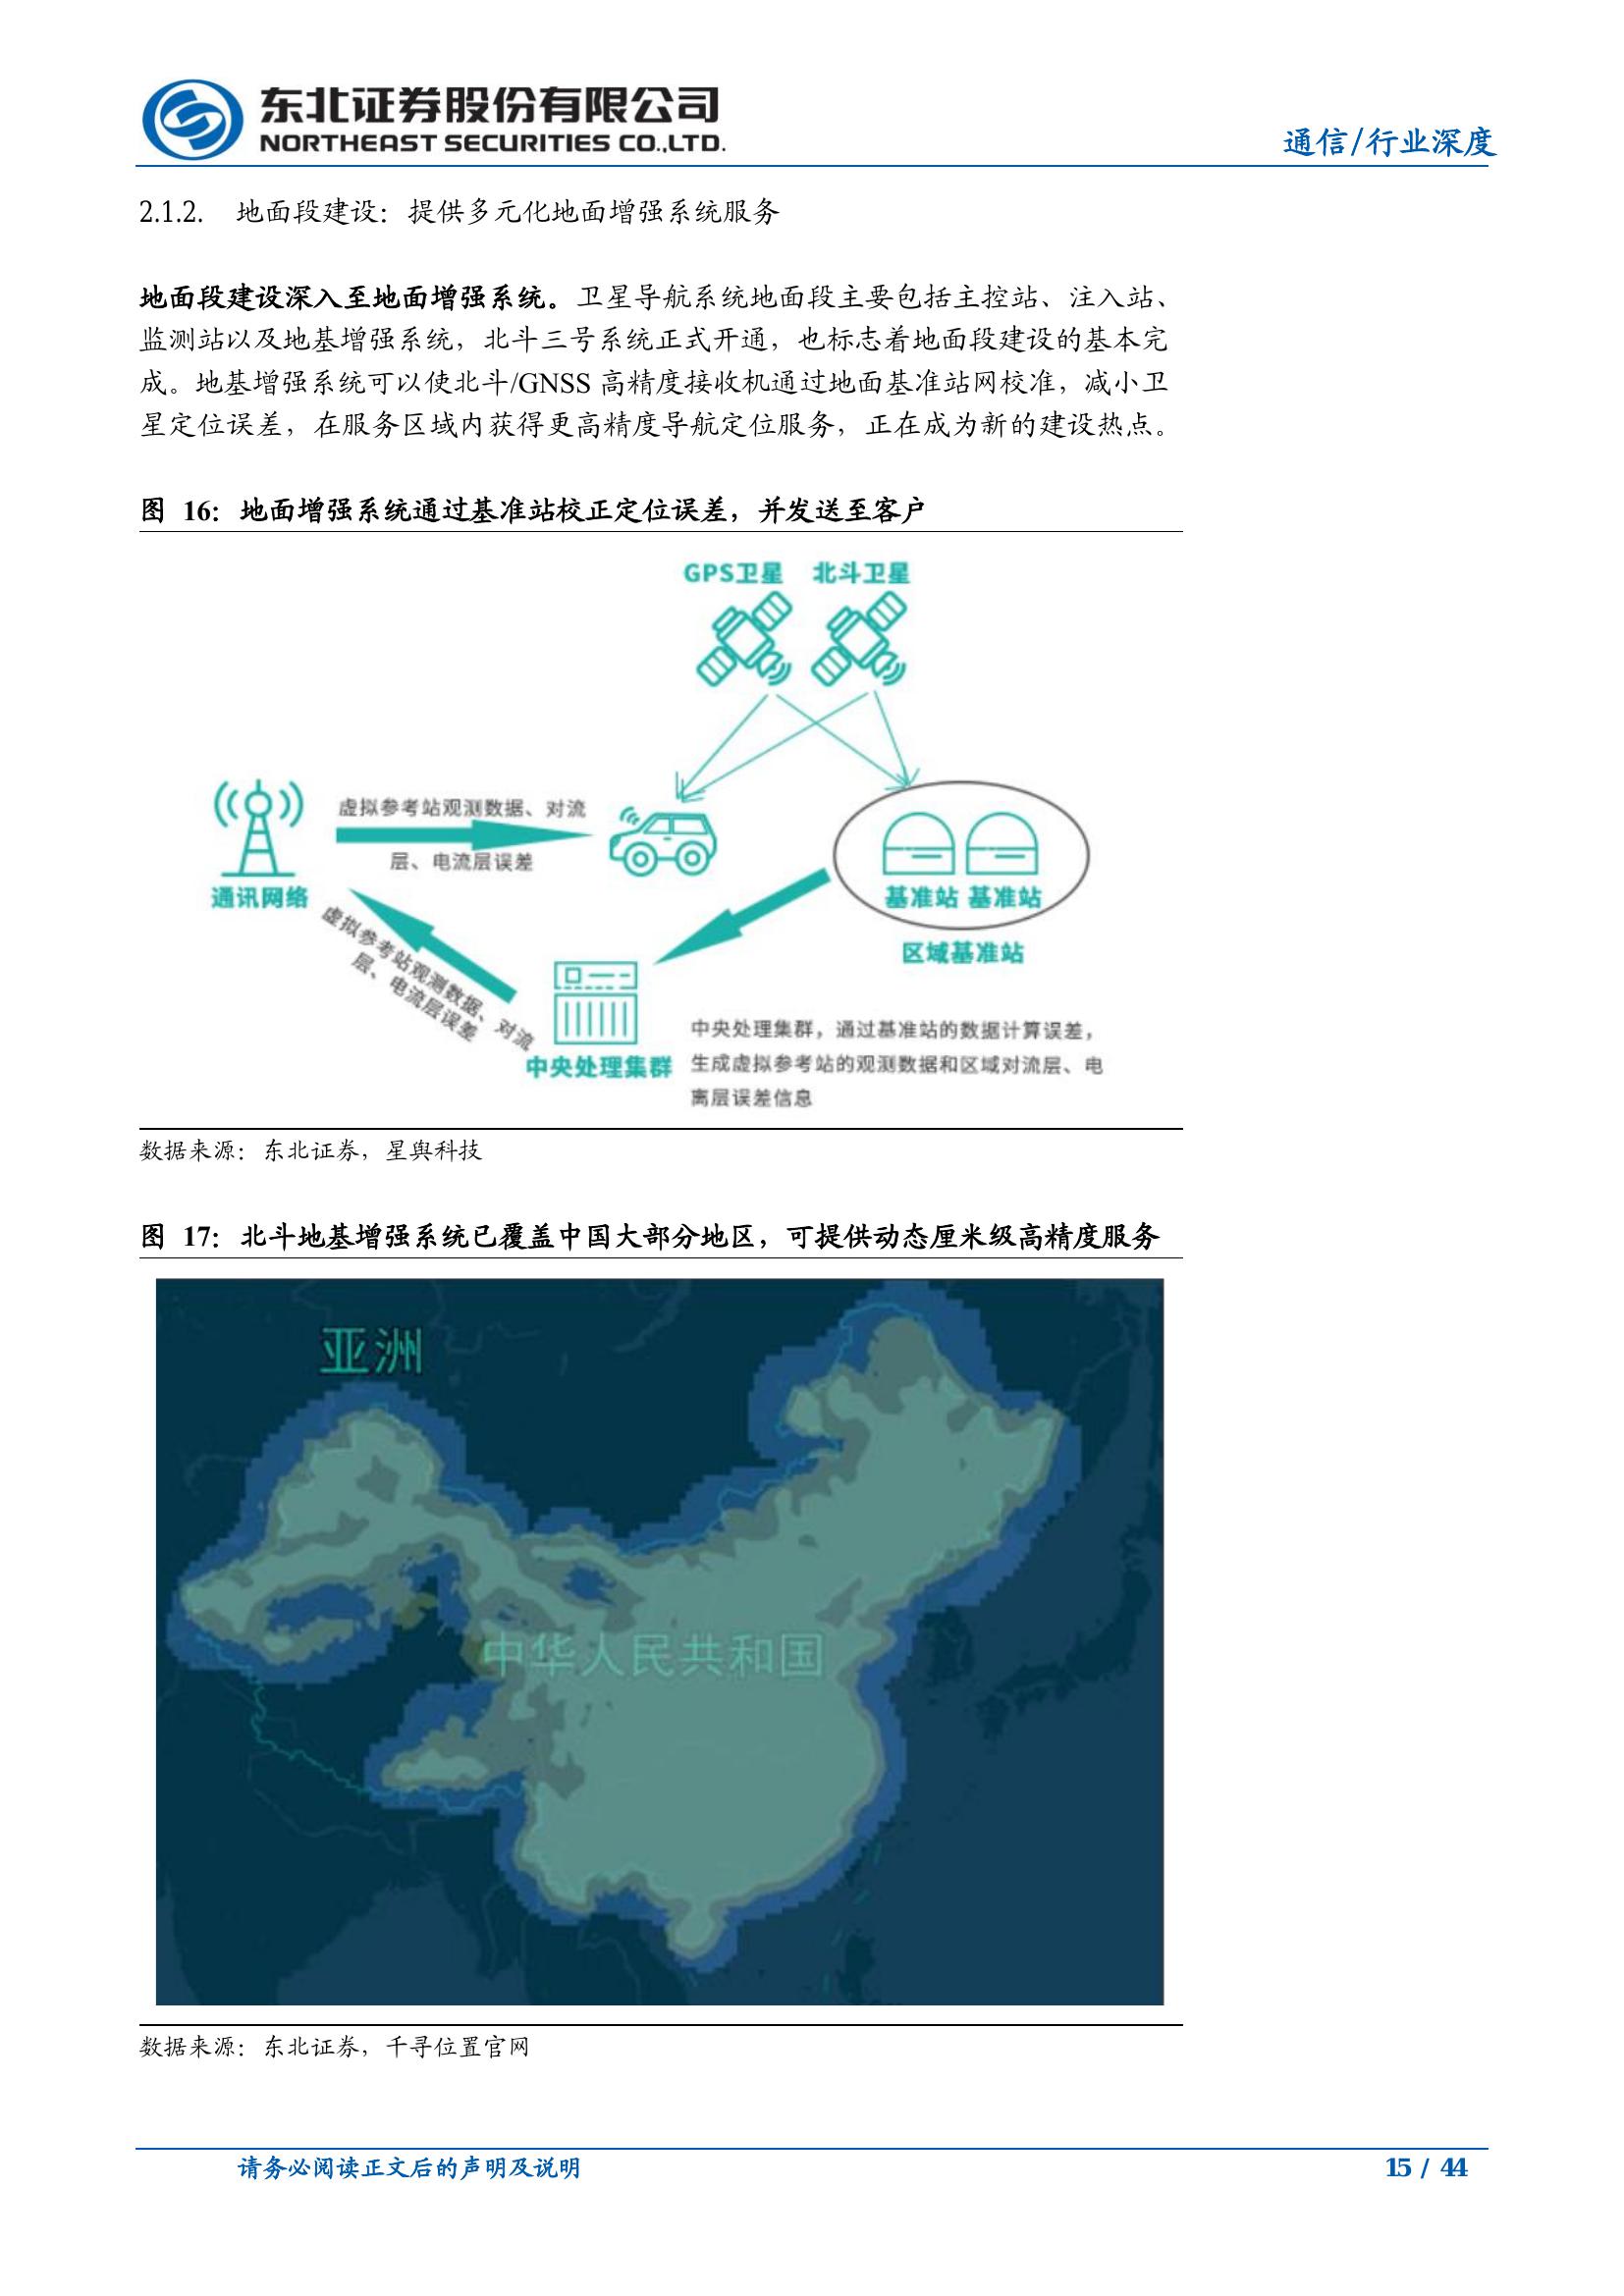 东北证券股份有限公司
NORTHEAST SECURITIES CO.,LTD.
通信/行业深度
2.1.2. 地面段建设：提供多元化地面增强系统服务
地面段建设深入至地面增强系统。卫星导航系统地面段主要包括主控站、注入站、
监测站以及地基增强系统，北斗三号系统正式开通，也标志着地面段建设的基本完
成。地基增强系统可以使北斗/GNSS 高精度接收机通过地面基准站网校准，减小卫
星定位误差，在服务区域内获得更高精度导航定位服务，正在成为新的建设热点。
图 16：地面增强系统通过基准站校正定位误差，并发送至客户
GPS卫星 北斗卫星
虚拟参考站观测数据、对流
层、电流层误差
通讯网络
基准站 基准站
区域基准站
虚拟参考站观测数据、对流
层、电流层误差
中央处理集群
中央处理集群，通过基准站的数据计算误差，
生成虚拟参考站的观测数据和区域对流层、电
离层误差信息
数据来源：东北证券，星舆科技
图 17：北斗地基增强系统已覆盖中国大部分地区，可提供动态厘米级高精度服务
亚洲
中华人民共和国
数据来源：东北证券，千寻位置官网
请务必阅读正文后的声明及说明
15 / 44